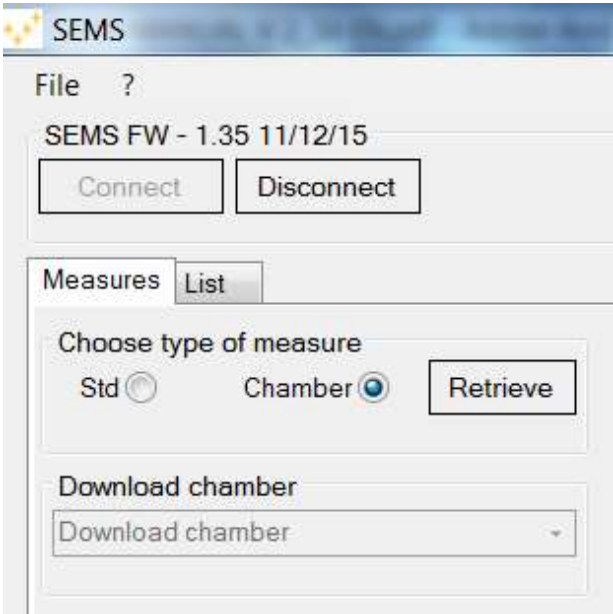 SEMS
File ?
SEMS FW - 1.35 11/12/15
Connect Disconnect
Measures List
Choose type of measure
Std Chamber Retrieve
Download chamber
Download chamber